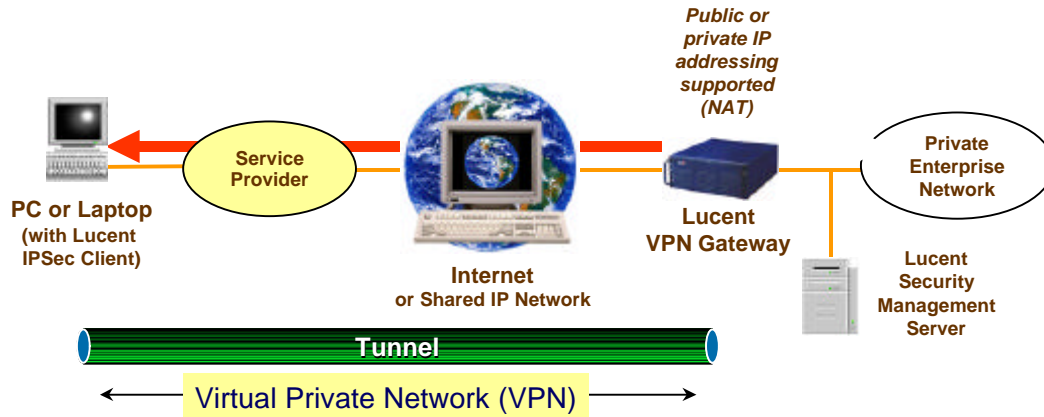 Public or
private IP
addressing
supported
(NAT)
Service
Provider
Private
Enterprise
Network
PC or Laptop
(with Lucent
IPSec Client)
Lucent
VPN Gateway
Internet
or Shared IP Network
Lucent
Security
Management
Server
Tunnel
Virtual Private Network (VPN)